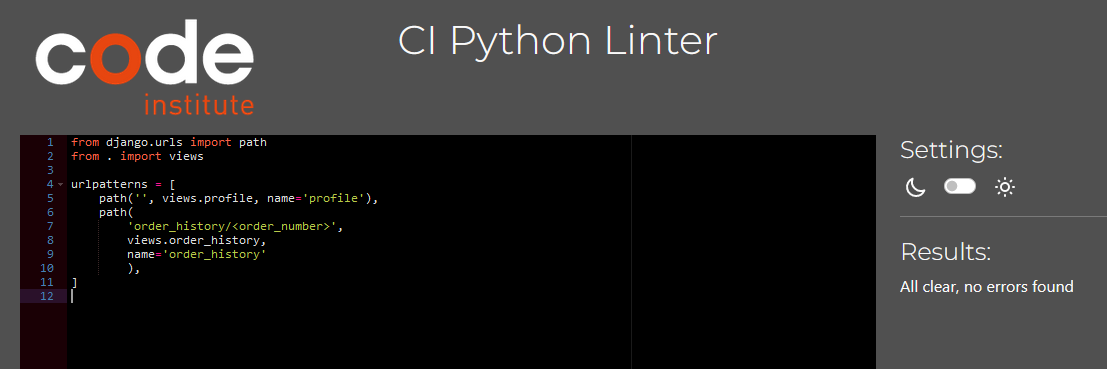 code
institute
CI Python Linter
1 from django.urls import path
2 from . import views
3
4 urlpatterns = [
5     path('', views.profile, name='profile'),
6     path(
7         'order_history/<order_number>',
8         views.order_history,
9         name='order_history'
10         ),
11 ]
12
Settings:
Results:
All clear, no errors found